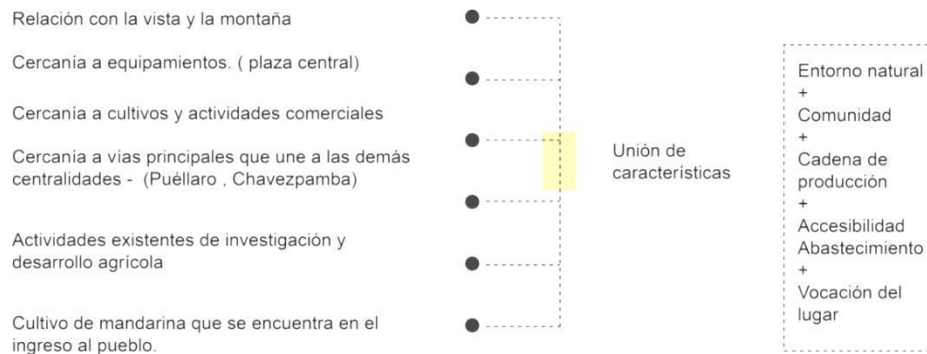 Relación con la vista y la montaña
Cercanía a equipamientos. ( plaza central)
Cercanía a cultivos y actividades comerciales
Cercanía a vías principales que une a las demás
centralidades - (Puéllaro , Chavezpamba)
Actividades existentes de investigación y
desarrollo agrícola
Cultivo de mandarina que se encuentra en el
ingreso al pueblo.
Unión de
características
Entorno natural
+
Comunidad
+
Cadena de
producción
+
Accesibilidad
Abastecimiento
+
Vocación del
lugar